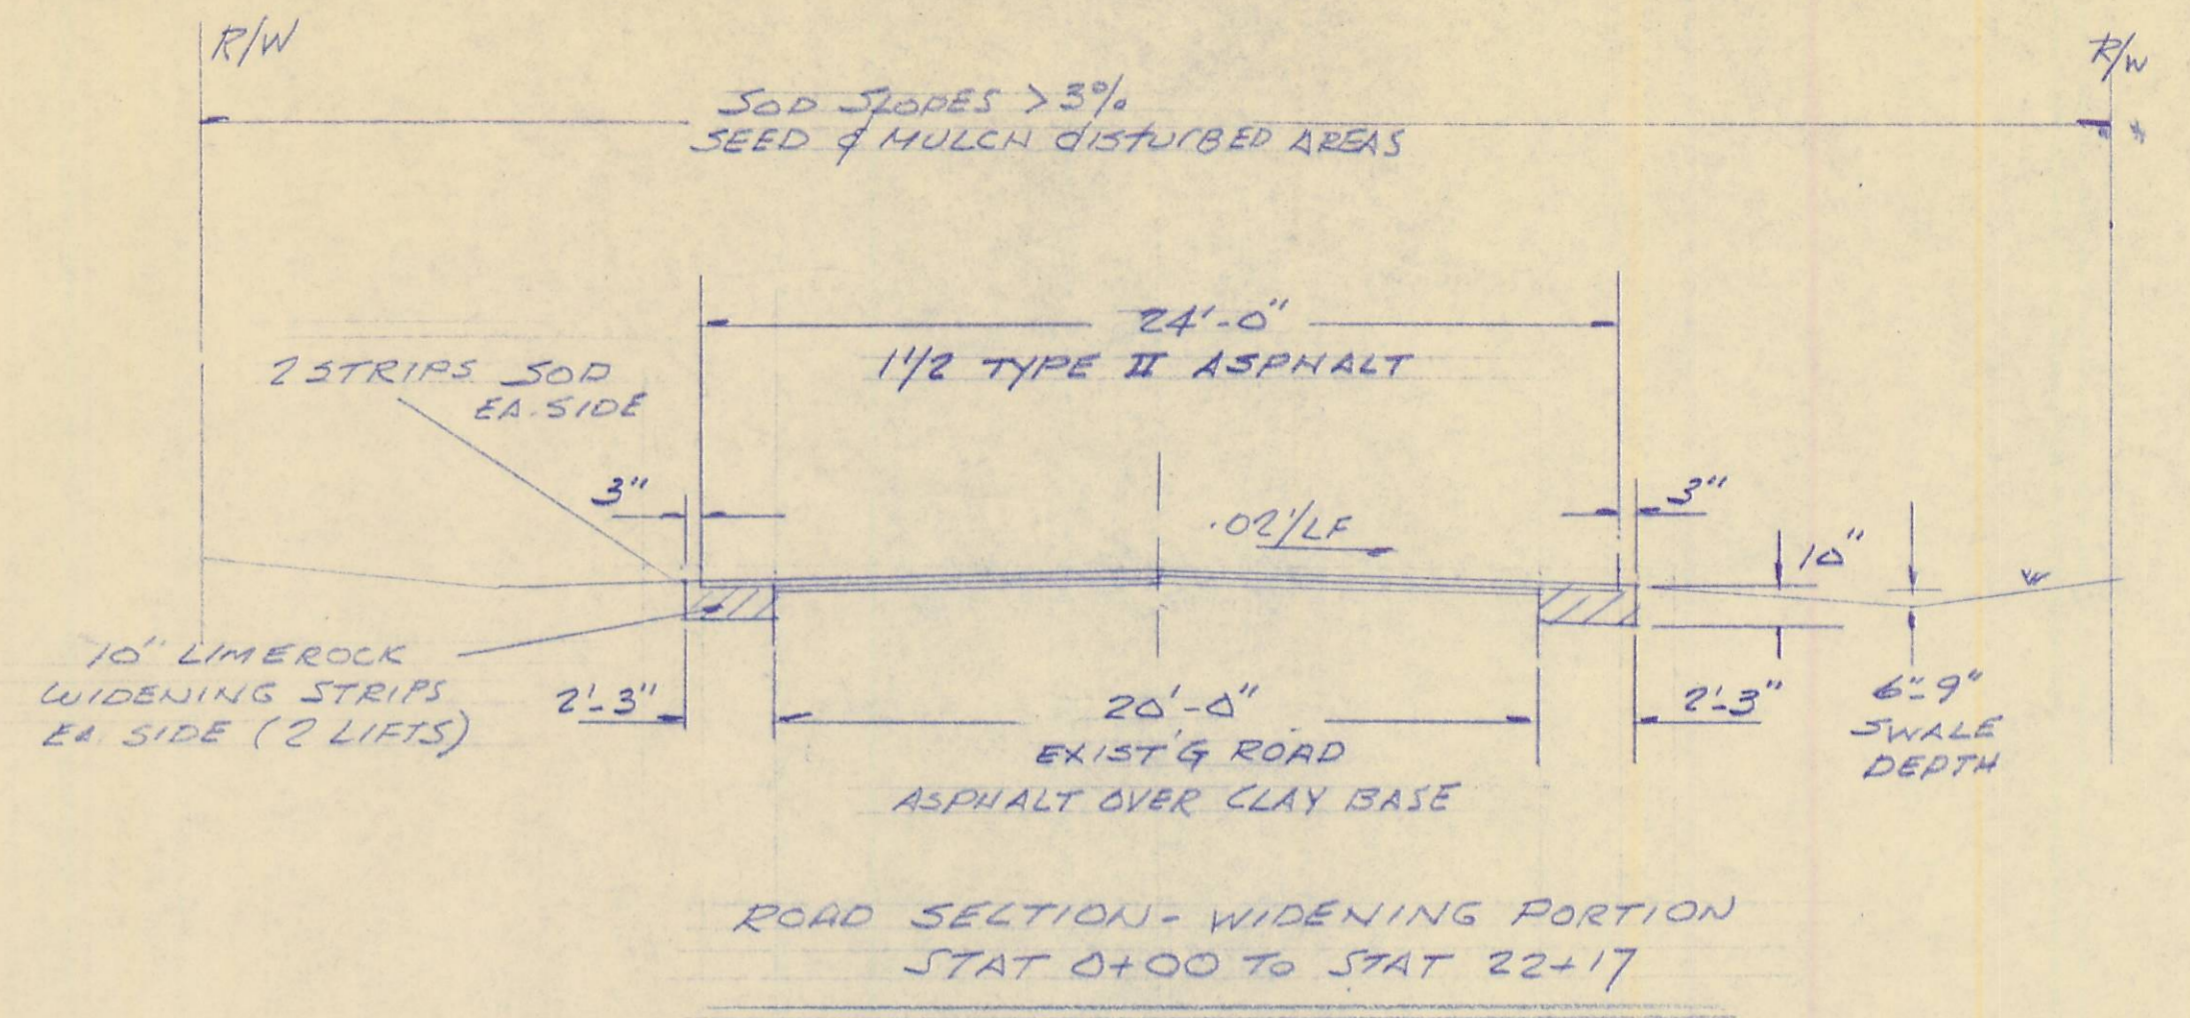 R/W
R/W
SOD SLOPES > 3%
SEED & MULCH DISTURBED AREAS
24'-0"
1 1/2 TYPE II ASPHALT
2 STRIPS SOD
EA. SIDE
3"
.02'/LF
3"
10"
10" LIMEROCK
WIDENING STRIPS
EA. SIDE (2 LIFTS)
2'-3"
20'-0"
EXIST'G ROAD
ASPHALT OVER CLAY BASE
2'-3"
6"-9"
SWALE
DEPTH
ROAD SECTION - WIDENING PORTION
STAT 0+00 TO STAT 22+17